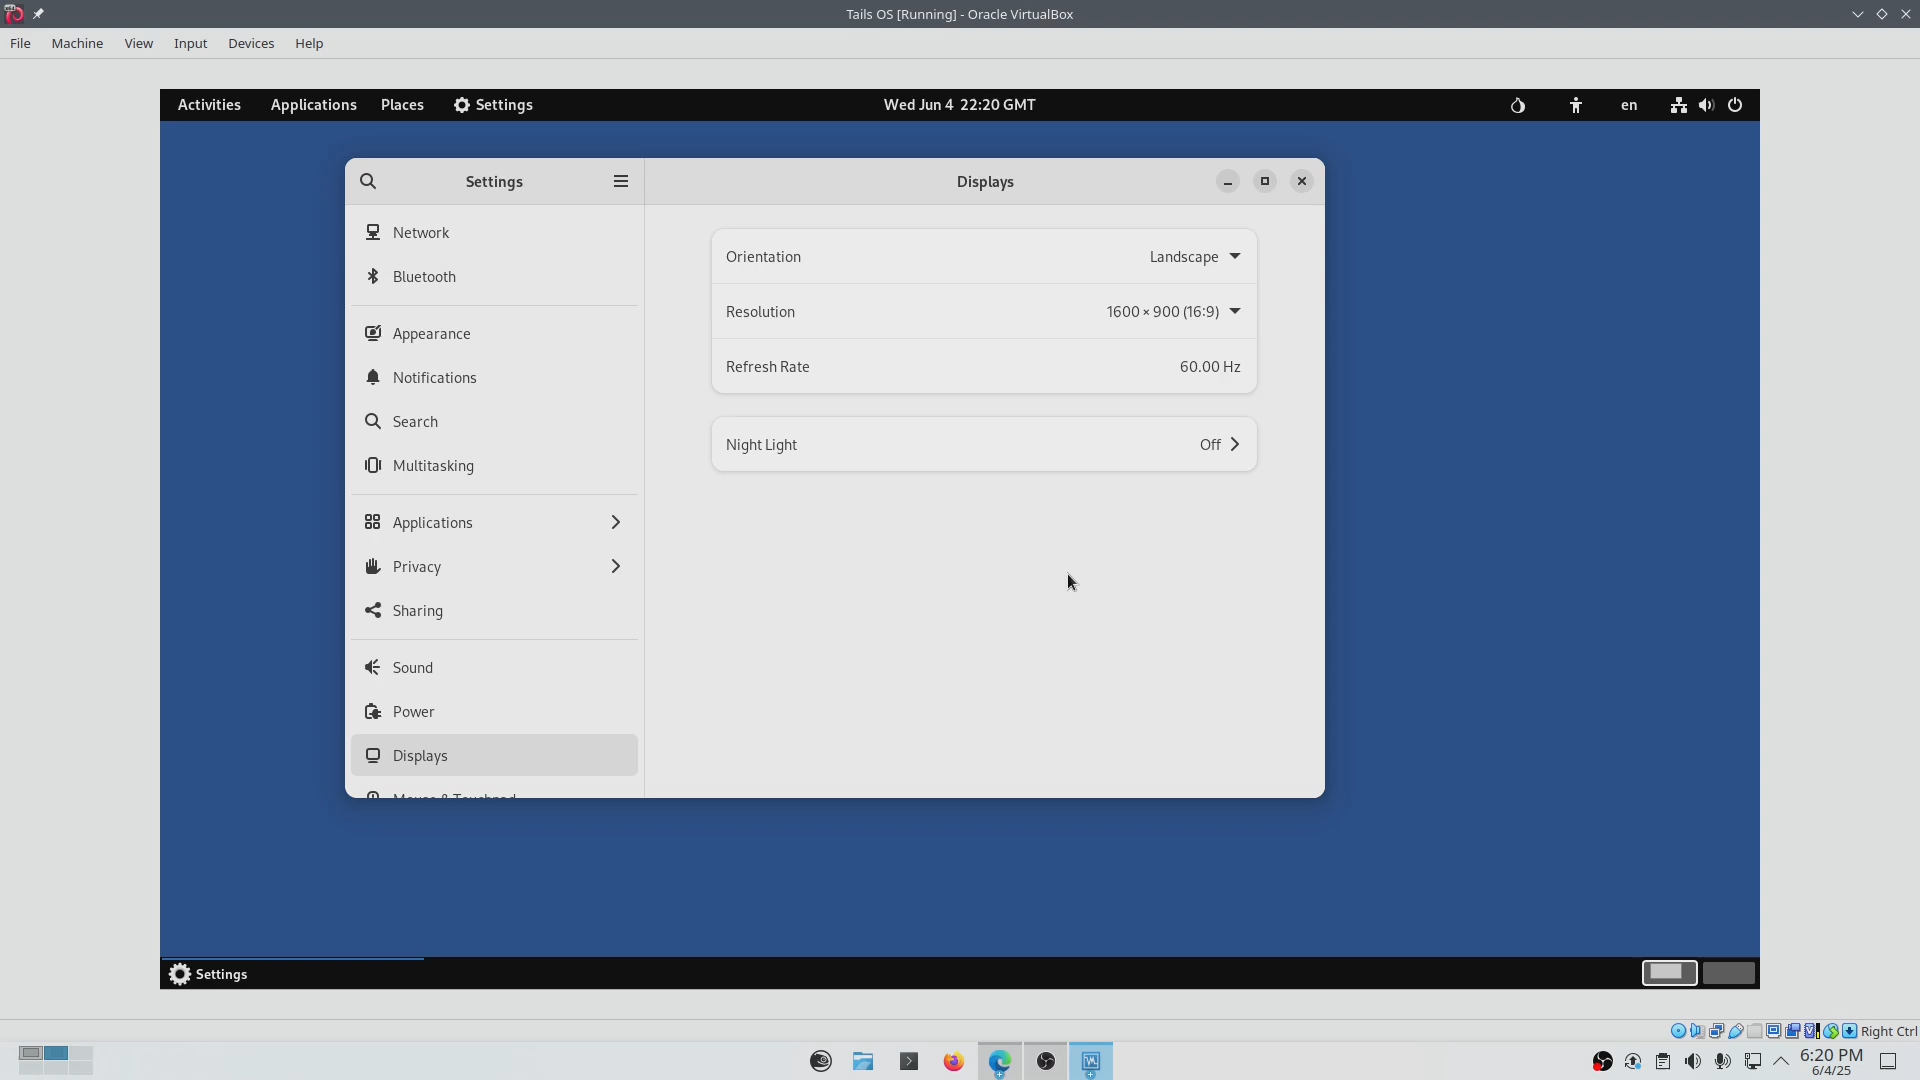 Tails OS [Running] - Oracle VirtualBox
File Machine View Input Devices Help
Activities Applications Places Settings Wed Jun 4 22:20 GMT en
Settings
Displays
Network
Bluetooth
Appearance
Notifications
Search
Multitasking
Applications
Privacy
Sharing
Sound
Power
Displays
Mouse & Touchpad
Orientation Landscape
Resolution 1600 × 900 (16:9)
Refresh Rate 60.00 Hz
Night Light Off
Settings
Right Ctrl
6:20 PM
6/4/25